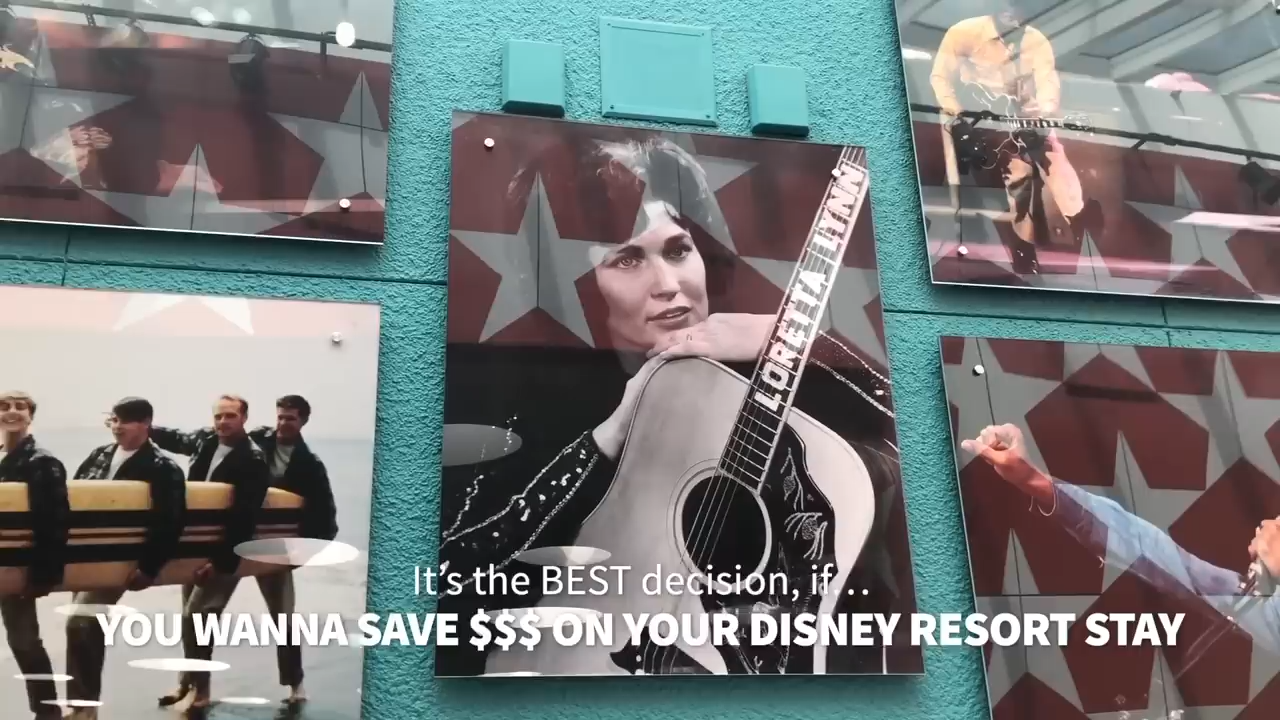 LORETTA LYNN
It's the BEST decision, if...
YOU WANNA SAVE $$$ ON YOUR DISNEY RESORT STAY